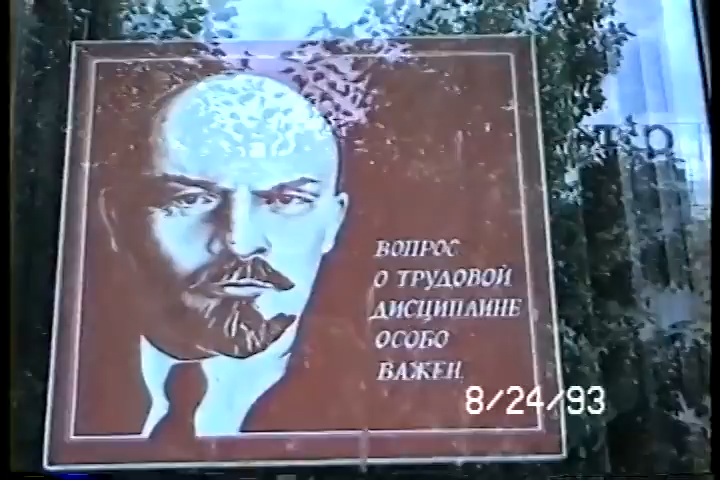 ВОПРОС
О ТРУДОВОЙ
ДИСЦИПЛИНЕ
ОСОБО
ВАЖЕН.
8/24/93